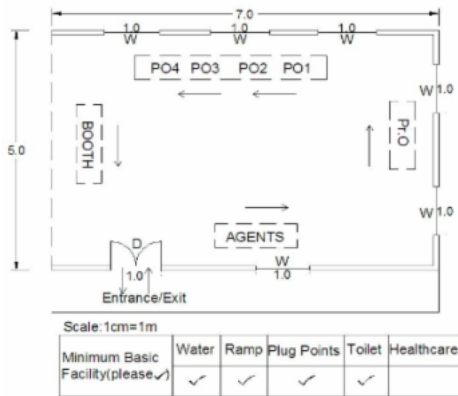 7.0
1.0 1.0 1.0
W W W
PO4 PO3 PO2 PO1
5.0
BOOTH
Pr.O
W 1.0
W 1.0
AGENTS
D
W
1.0 1.0
Entrance/Exit
Scale:1cm=1m
Minimum Basic Facility(please ✓) Water Ramp Plug Points Toilet Healthcare
✓ ✓ ✓ ✓